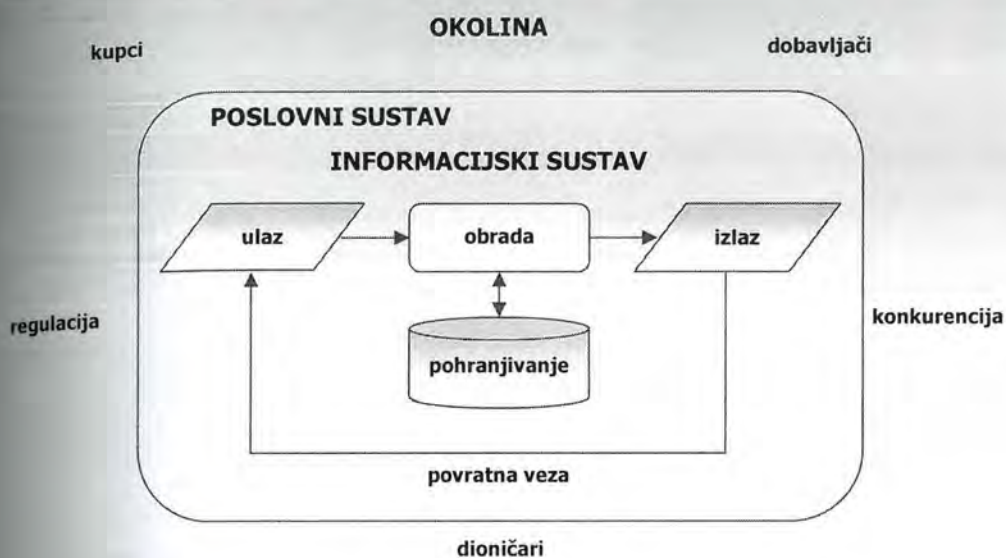 OKOLINA
kupci
dobavljači
POSLOVNI SUSTAV
INFORMACIJSKI SUSTAV
ulaz
obrada
izlaz
regulacija
konkurencija
pohranjivanje
povratna veza
dioničari